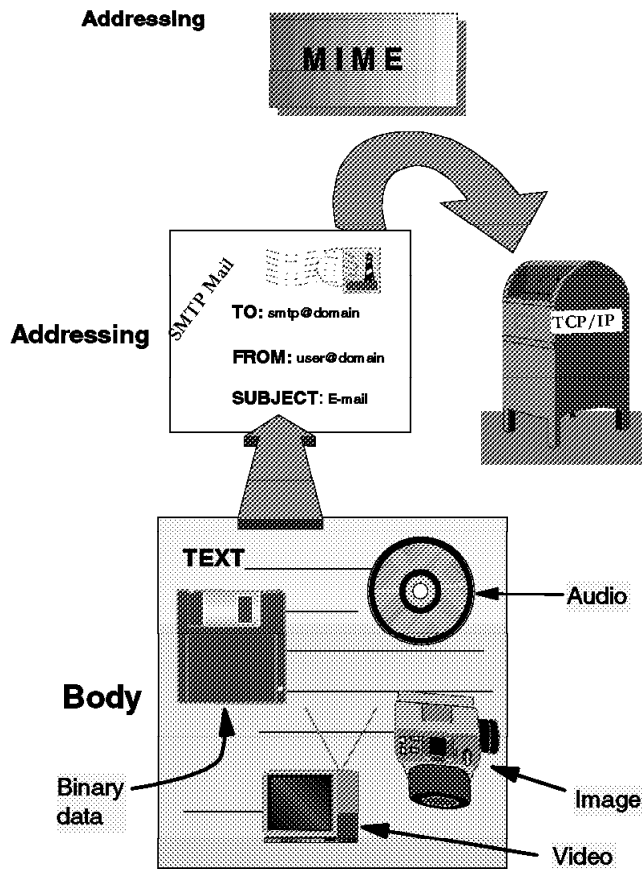 Addressing
MIME
SMTP Mail
Addressing
TO: smtp@domain
FROM: user@domain
SUBJECT: E-mail
TCP/IP
TEXT
Audio
Body
Binary
data
Image
Video